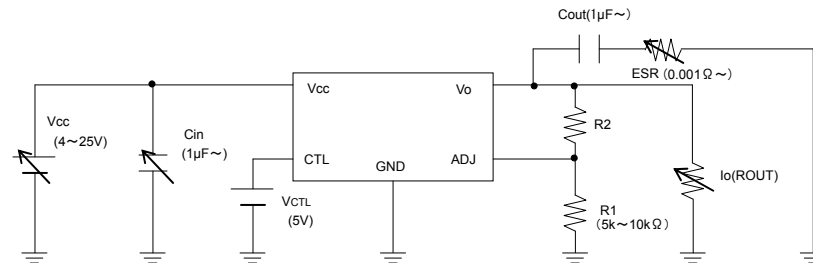 Cout(1μF～)
ESR (0.001Ω～)
Vcc
Vo
Vcc
(4～25V)
Cin
(1μF～)
R2
CTL
ADJ
GND
Io(ROUT)
VCTL
(5V)
R1
(5k～10kΩ)